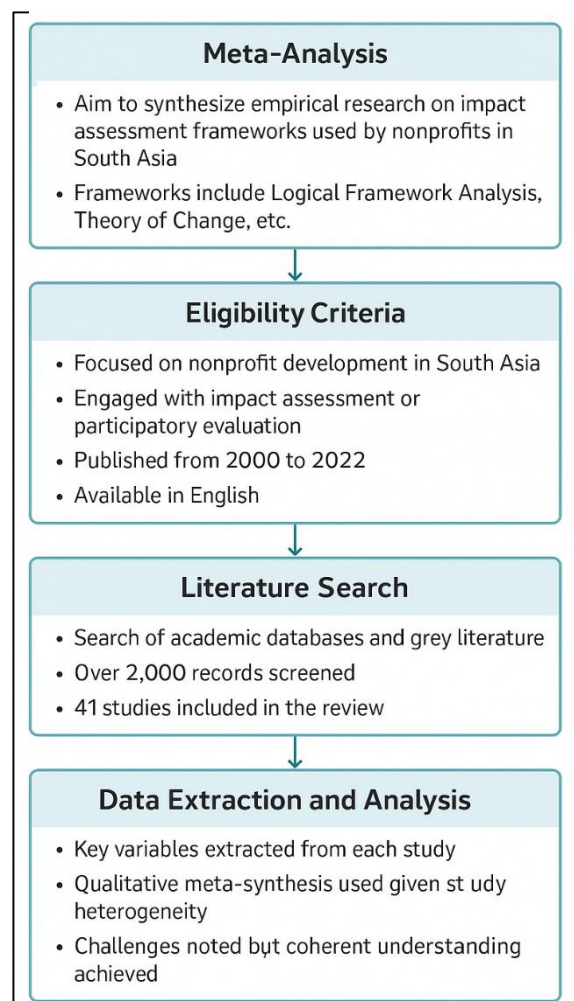 Meta-Analysis
• Aim to synthesize empirical research on impact
assessment frameworks used by nonprofits in
South Asia
• Frameworks include Logical Framework Analysis,
Theory of Change, etc.
Eligibility Criteria
• Focused on nonprofit development in South Asia
• Engaged with impact assessment or
participatory evaluation
• Published from 2000 to 2022
• Available in English
Literature Search
• Search of academic databases and grey literature
• Over 2,000 records screened
• 41 studies included in the review
Data Extraction and Analysis
• Key variables extracted from each study
• Qualitative meta-synthesis used given st udy
heterogeneity
• Challenges noted but coherent understanding
achieved